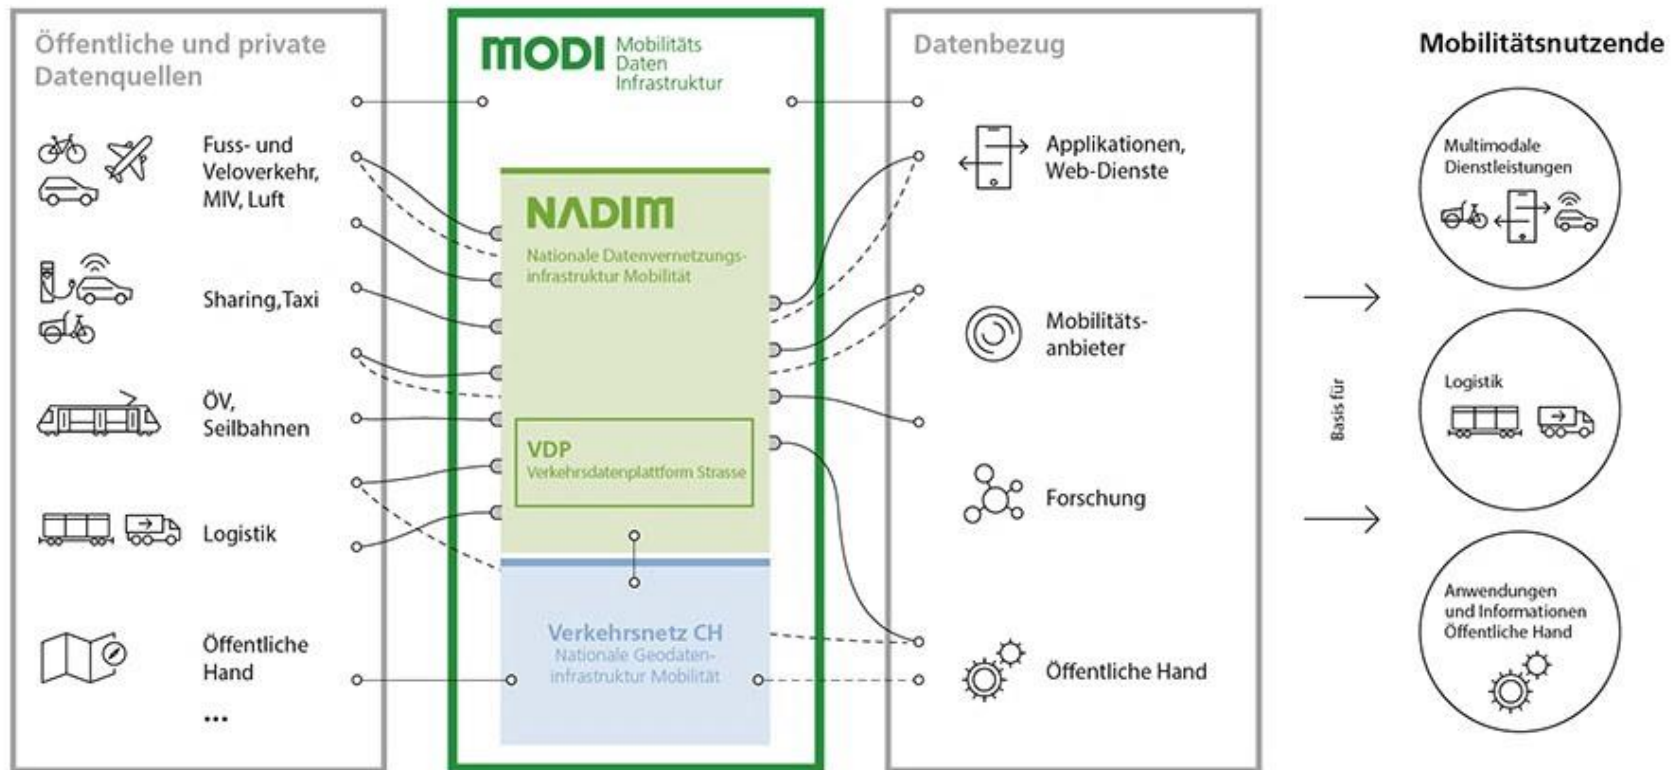 Öffentliche und private
Datenquellen
Fuss- und
Veloverkehr,
MIV, Luft
Sharing,Taxi
ÖV,
Seilbahnen
Logistik
Öffentliche
Hand
...
MODI
Mobilitäts
Daten
Infrastruktur
NADIM
Nationale Datenvernetzungs-
infrastruktur Mobilität
VDP
Verkehrsdatenplattform Strasse
Verkehrsnetz CH
Nationale Geodaten-
infrastruktur Mobilität
Datenbezug
Applikationen,
Web-Dienste
Mobilitäts-
anbieter
Forschung
Öffentliche Hand
Basis für
Mobilitätsnutzende
Multimodale
Dienstleistungen
Logistik
Anwendungen
und Informationen
Öffentliche Hand